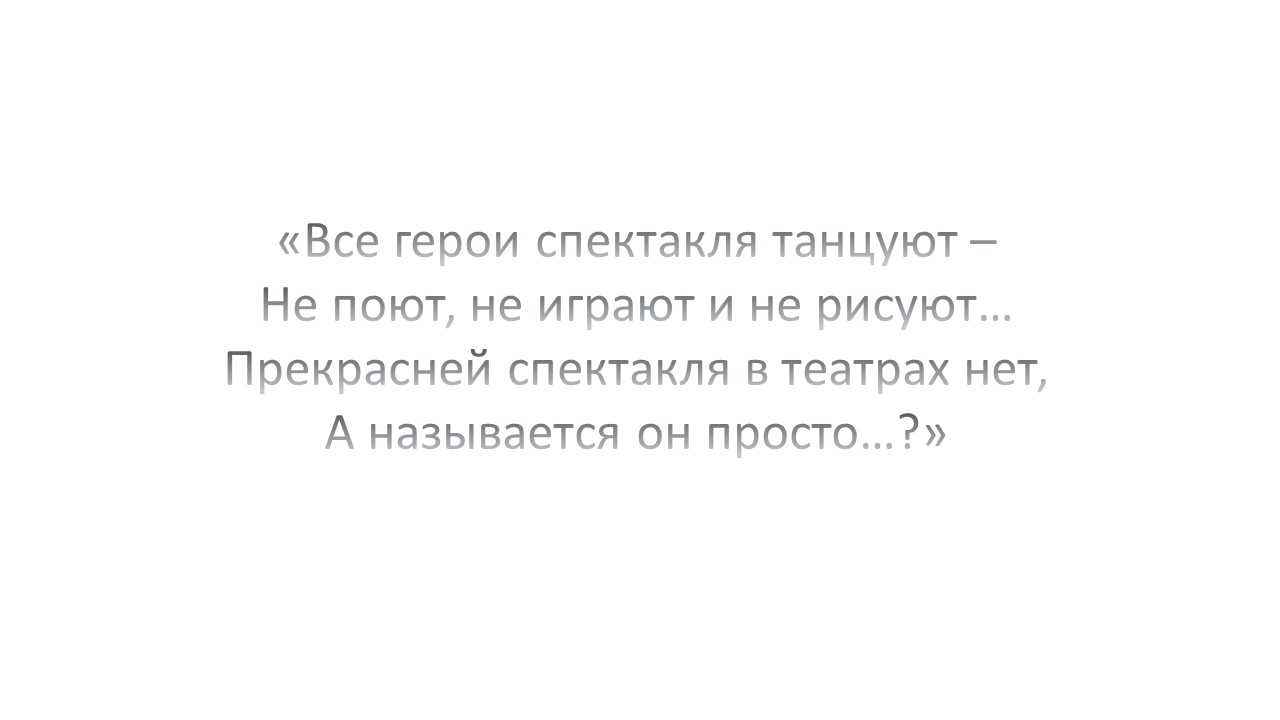 «Все герои спектакля танцуют –
Не поют, не играют и не рисуют…
Прекрасней спектакля в театрах нет,
А называется он просто…?»